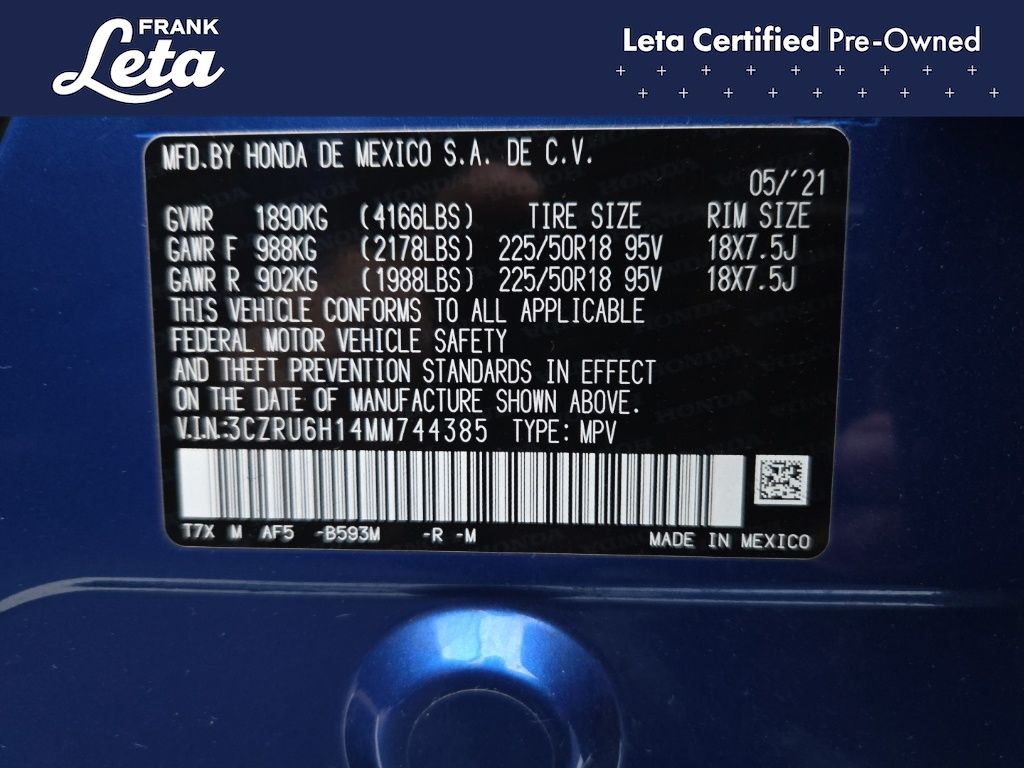 FRANK
Leta
Leta Certified Pre-Owned
MFD.BY HONDA DE MEXICO S.A. DE C.V.
05/'21
GVWR 1890KG (4166LBS) TIRE SIZE RIM SIZE
GAWR F 988KG (2178LBS) 225/50R18 95V 18X7.5J
GAWR R 902KG (1988LBS) 225/50R18 95V 18X7.5J
THIS VEHICLE CONFORMS TO ALL APPLICABLE
FEDERAL MOTOR VEHICLE SAFETY
AND THEFT PREVENTION STANDARDS IN EFFECT
ON THE DATE OF MANUFACTURE SHOWN ABOVE.
V.I.N.:3CZRU6H14MM744385 TYPE: MPV
T7X M AF5 -B593M -R -M
MADE IN MEXICO